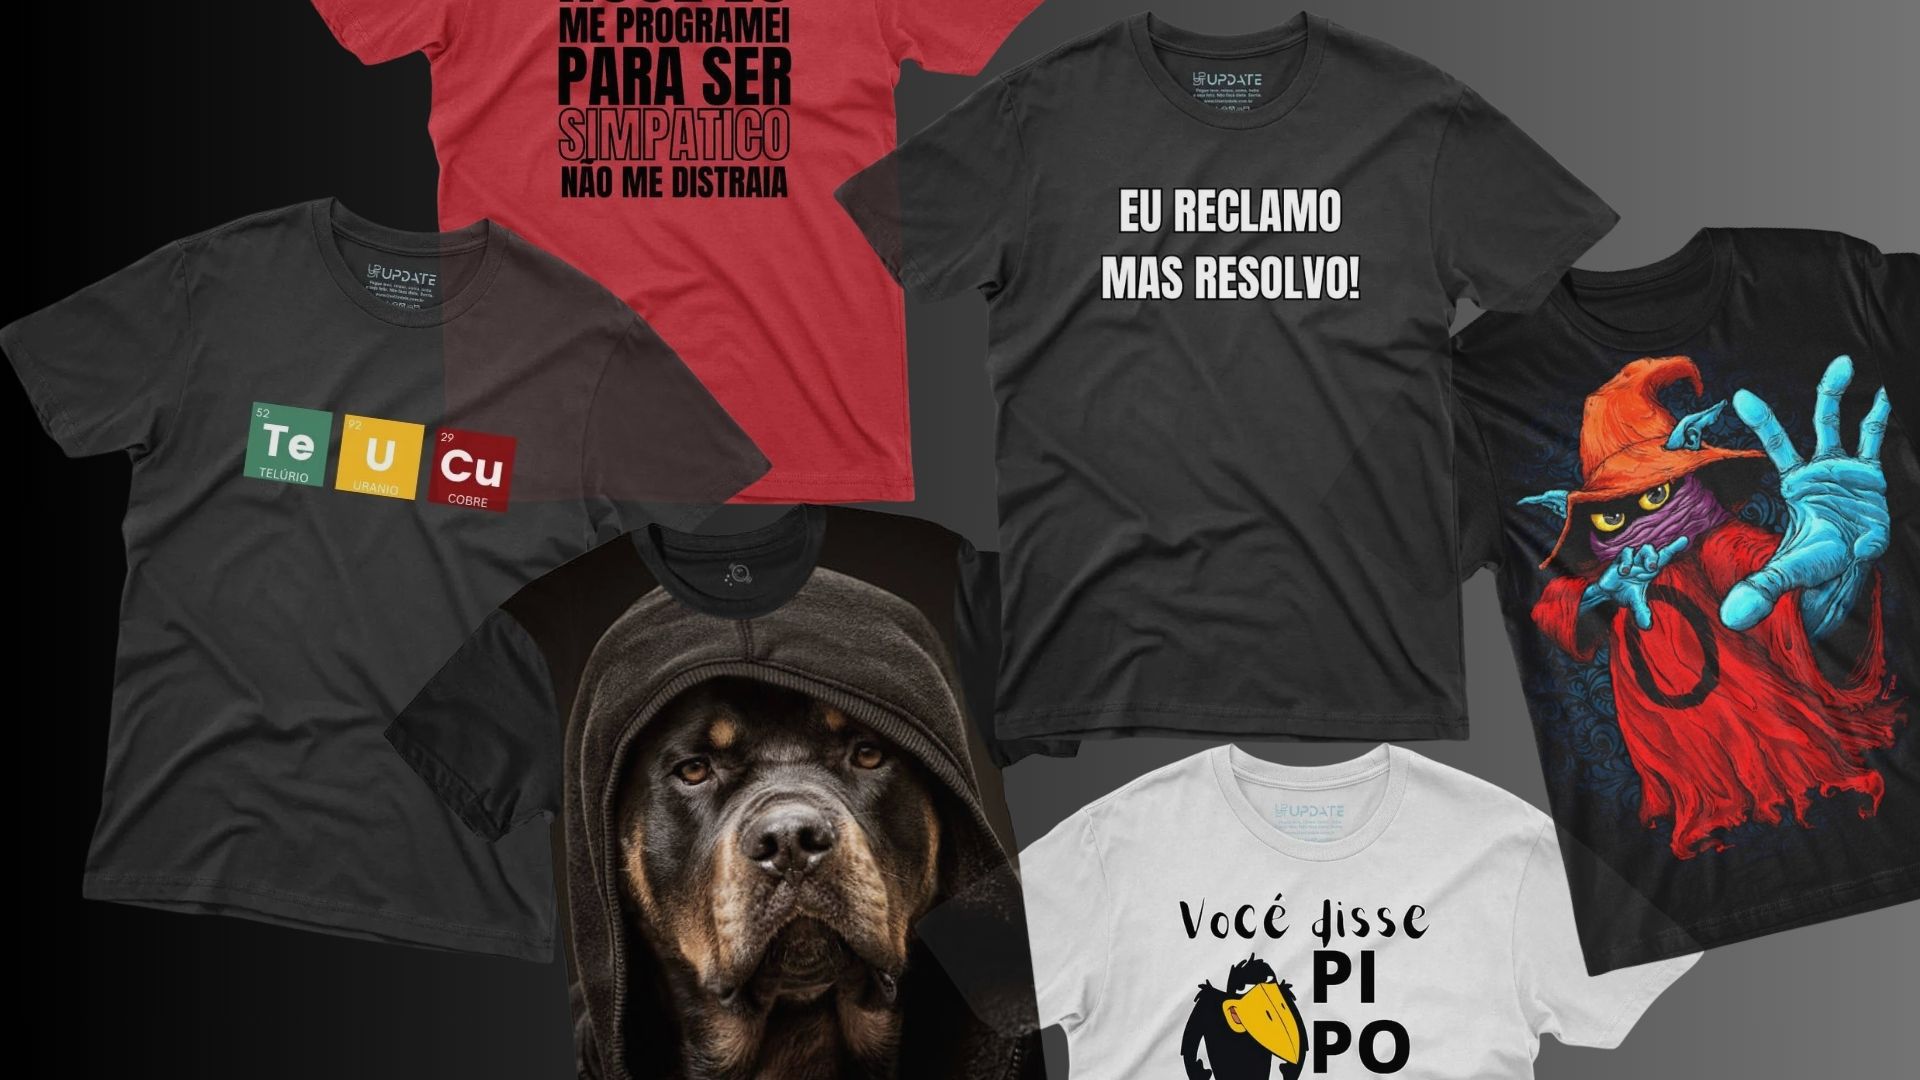 ME PROGRAMEI
PARA SER
SIMPATICO
NÃO ME DISTRAIA
UPDATE
EU RECLAMO
MAS RESOLVO!
UPDATE
52
Te
TELÚRIO
92
U
URANIO
29
Cu
COBRE
UPDATE
Você disse
PI
PO